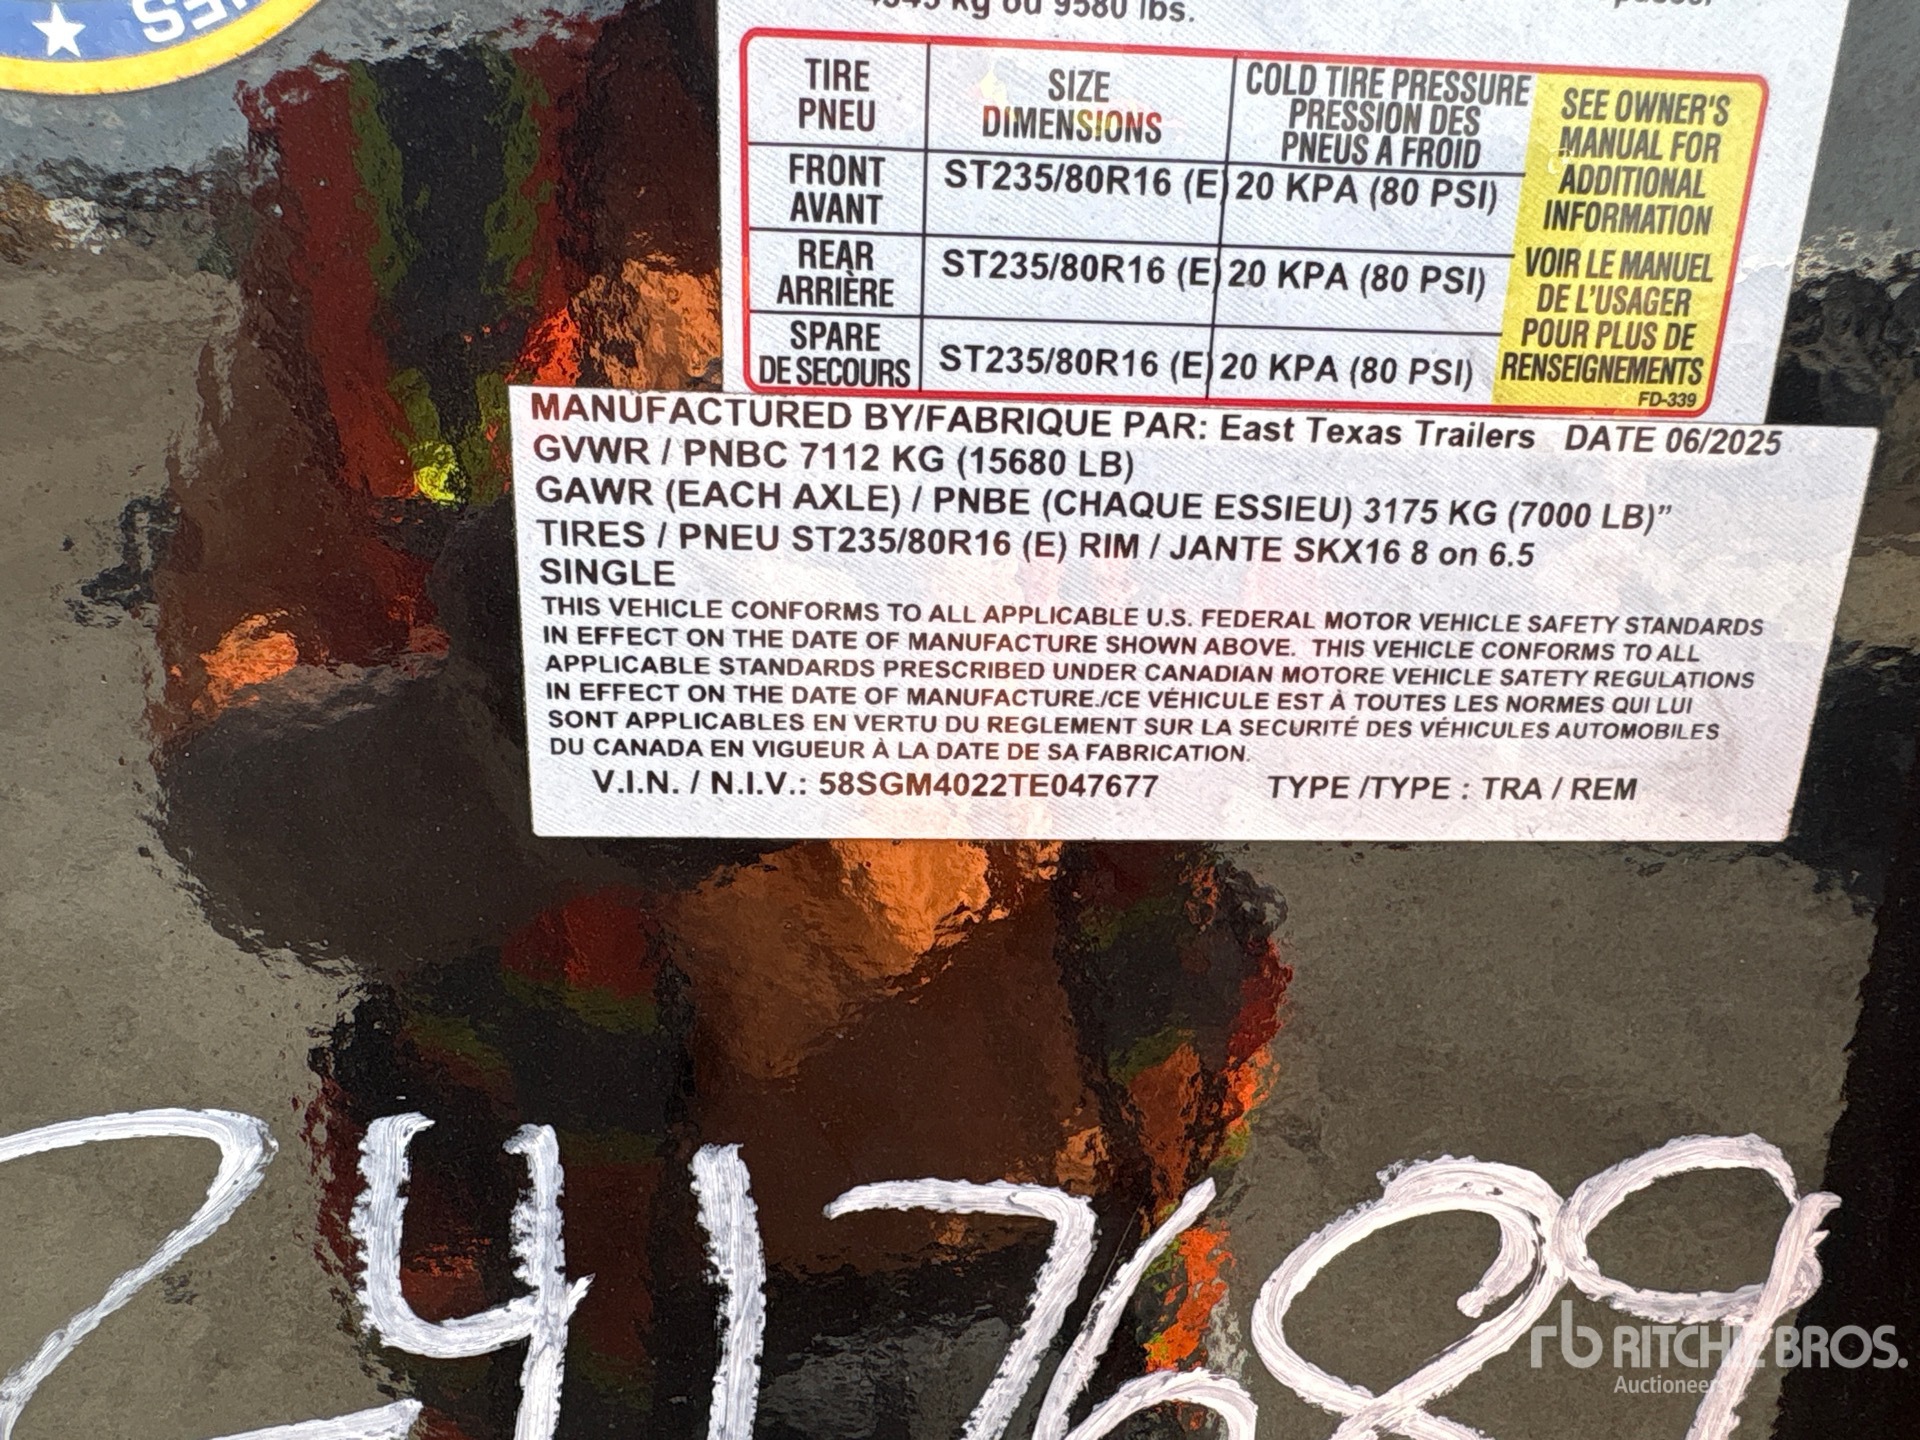 kg ou 9580 lbs.
TIRE
PNEU
SIZE
DIMENSIONS
COLD TIRE PRESSURE
PRESSION DES
PNEUS A FROID
FRONT
AVANT
ST235/80R16 (E)
20 KPA (80 PSI)
REAR
ARRIÈRE
ST235/80R16 (E)
20 KPA (80 PSI)
SPARE
DE SECOURS
ST235/80R16 (E)
20 KPA (80 PSI)
SEE OWNER'S
MANUAL FOR
ADDITIONAL
INFORMATION
VOIR LE MANUEL
DE L'USAGER
POUR PLUS DE
RENSEIGNEMENTS
FD-339
MANUFACTURED BY/FABRIQUE PAR: East Texas Trailers DATE 06/2025
GVWR / PNBC 7112 KG (15680 LB)
GAWR (EACH AXLE) / PNBE (CHAQUE ESSIEU) 3175 KG (7000 LB)”
TIRES / PNEU ST235/80R16 (E) RIM / JANTE SKX16 8 on 6.5
SINGLE
THIS VEHICLE CONFORMS TO ALL APPLICABLE U.S. FEDERAL MOTOR VEHICLE SAFETY STANDARDS
IN EFFECT ON THE DATE OF MANUFACTURE SHOWN ABOVE. THIS VEHICLE CONFORMS TO ALL
APPLICABLE STANDARDS PRESCRIBED UNDER CANADIAN MOTORE VEHICLE SATETY REGULATIONS
IN EFFECT ON THE DATE OF MANUFACTURE./CE VÉHICULE EST À TOUTES LES NORMES QUI LUI
SONT APPLICABLES EN VERTU DU REGLEMENT SUR LA SECURITÉ DES VÉHICULES AUTOMOBILES
DU CANADA EN VIGUEUR À LA DATE DE SA FABRICATION.
V.I.N. / N.I.V.: 58SGM4022TE047677 TYPE /TYPE : TRA / REM
2417689
rb RITCHIE BROS.
Auctioneers